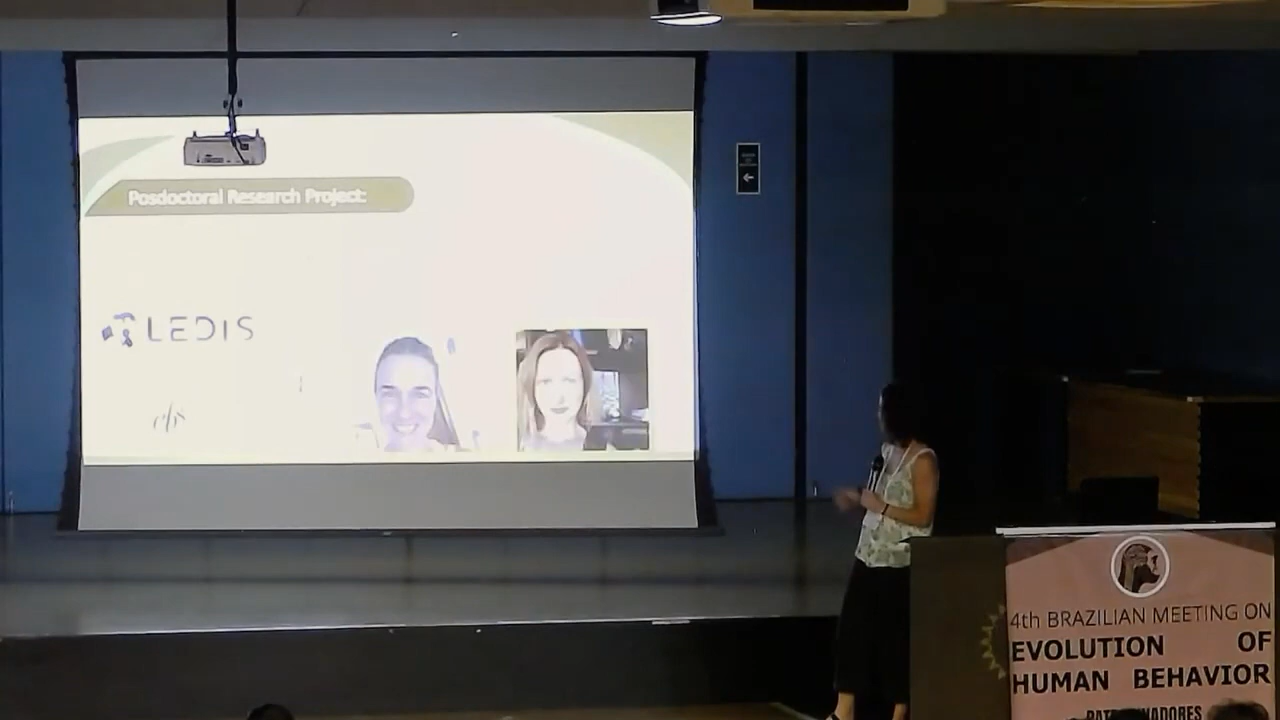 Posdoctoral Research Project:
LEDIS
4th BRAZILIAN MEETING ON
EVOLUTION OF
HUMAN BEHAVIOR